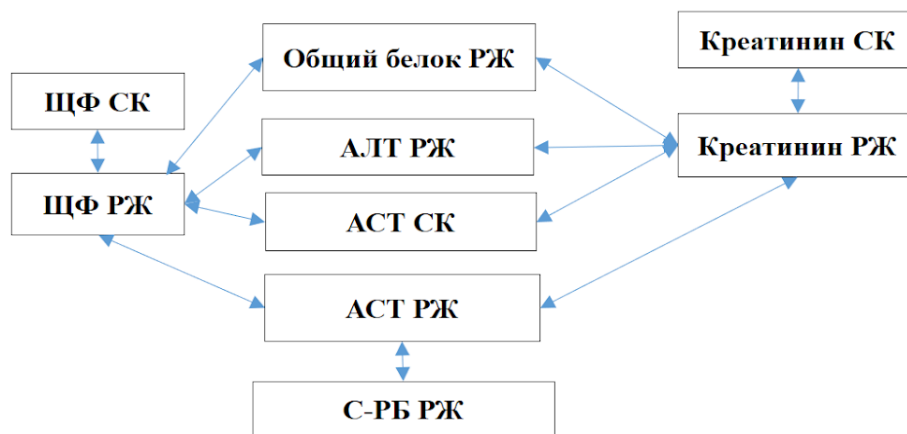 Общий белок РЖ
Креатинин СК
ЩФ СК
АЛТ РЖ
Креатинин РЖ
ЩФ РЖ
АСТ СК
АСТ РЖ
С-РБ РЖ